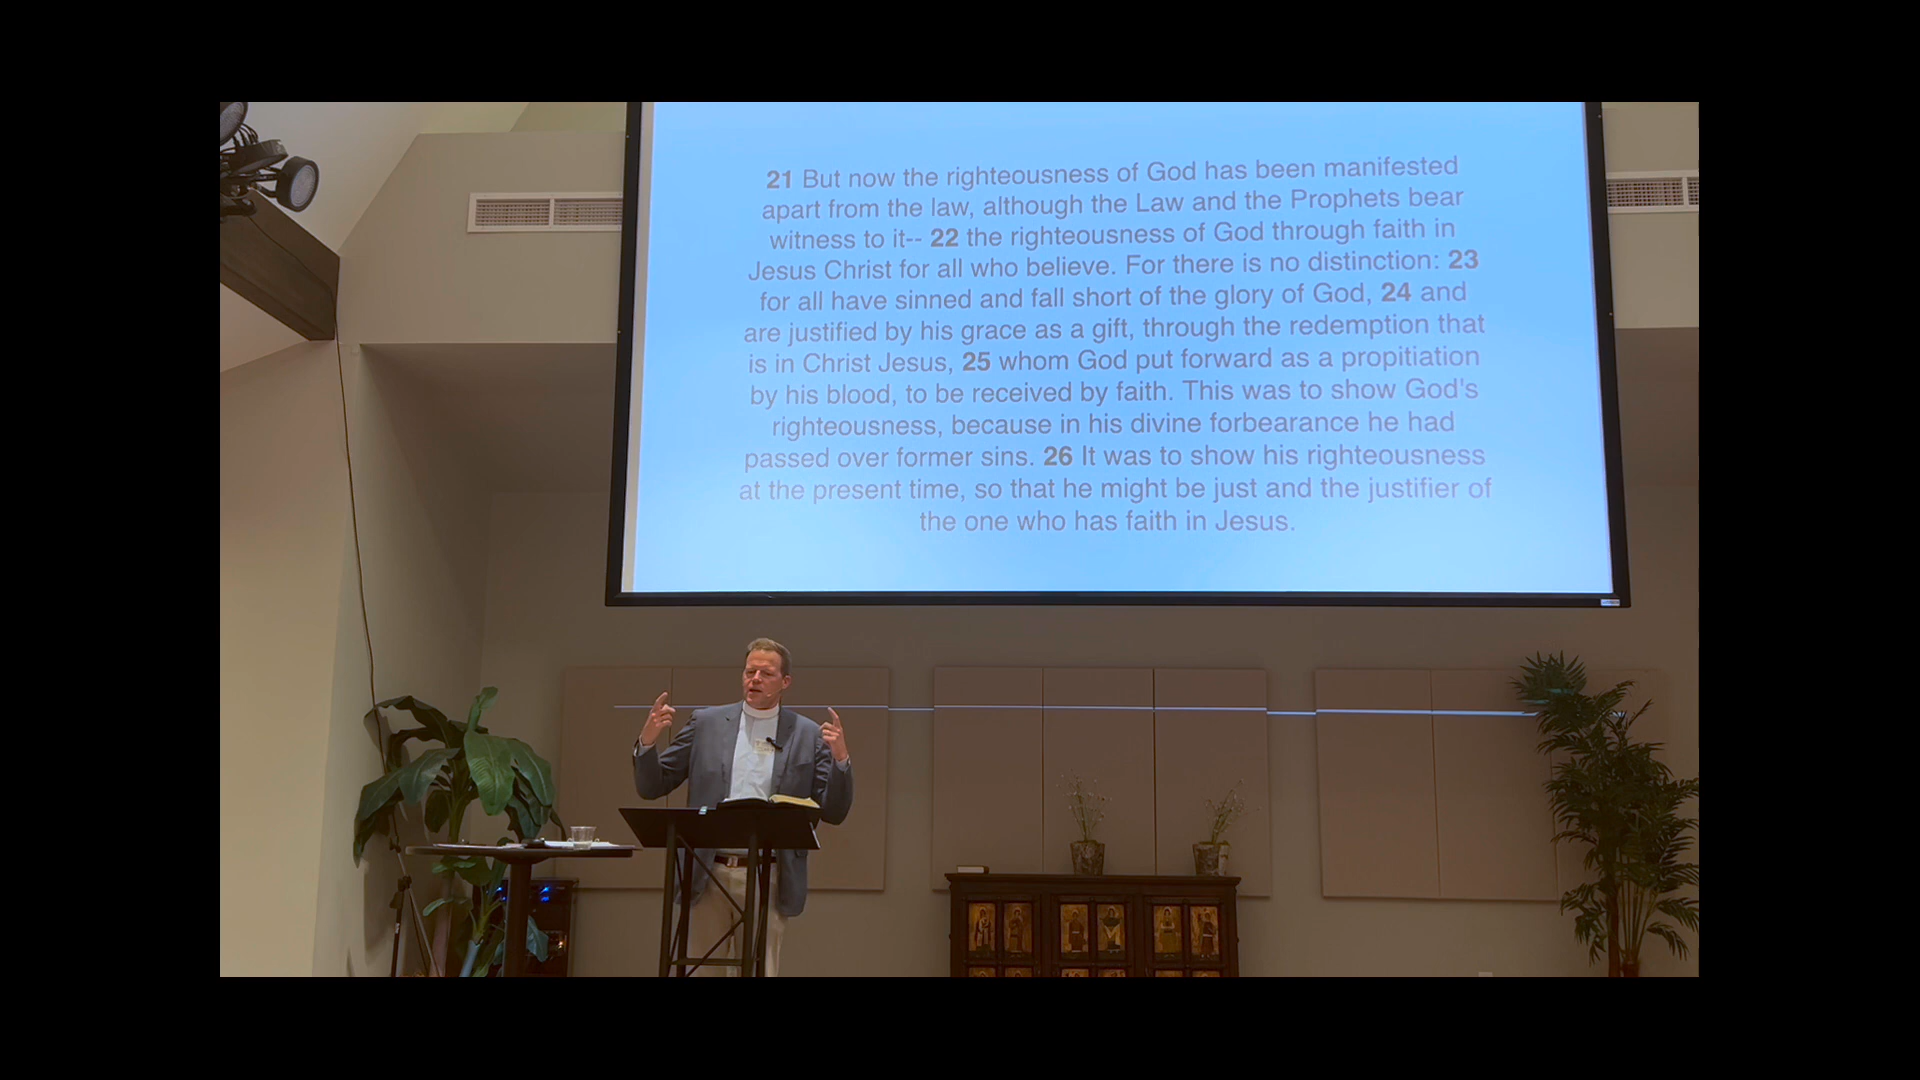 21 But now the righteousness of God has been manifested
apart from the law, although the Law and the Prophets bear
witness to it-- 22 the righteousness of God through faith in
Jesus Christ for all who believe. For there is no distinction: 23
for all have sinned and fall short of the glory of God, 24 and
are justified by his grace as a gift, through the redemption that
is in Christ Jesus, 25 whom God put forward as a propitiation
by his blood, to be received by faith. This was to show God's
righteousness, because in his divine forbearance he had
passed over former sins. 26 It was to show his righteousness
at the present time, so that he might be just and the justifier of
the one who has faith in Jesus.